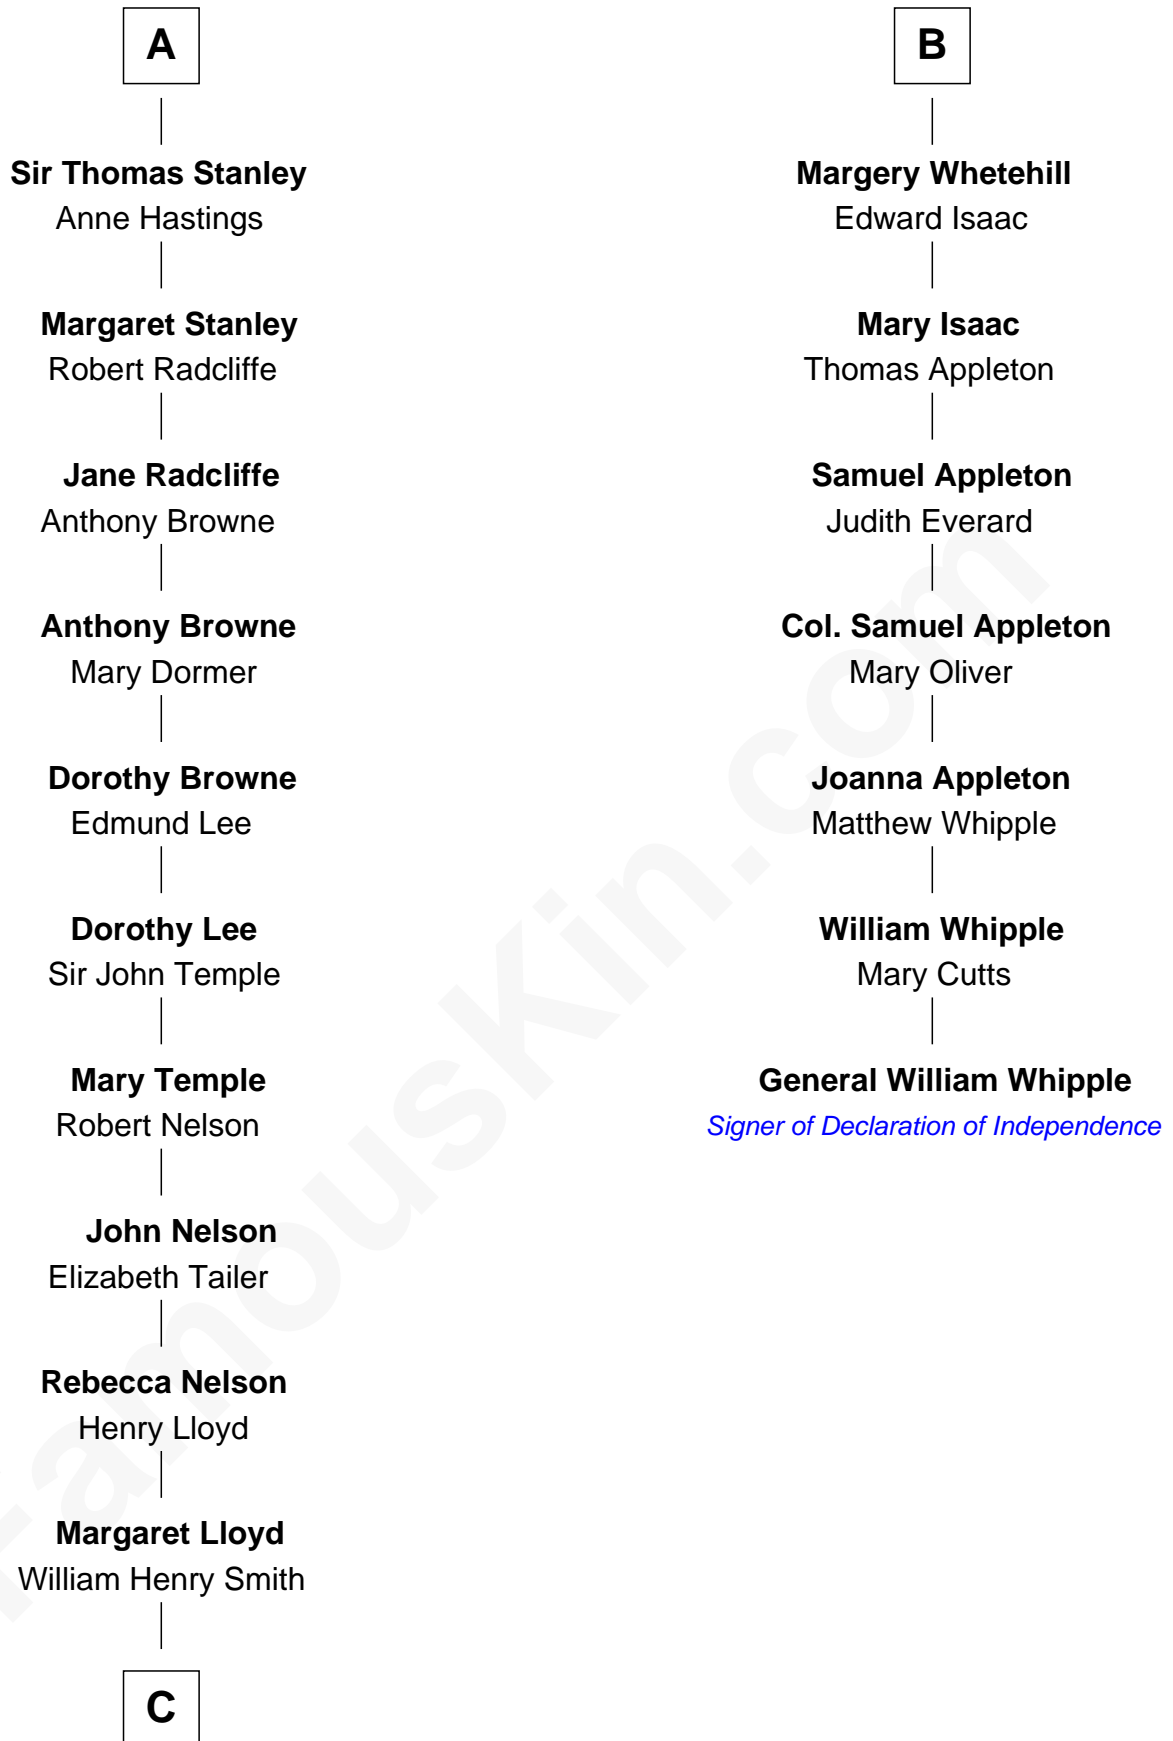 A
Sir Thomas Stanley
Anne Hastings
Margaret Stanley
Robert Radcliffe
Jane Radcliffe
Anthony Browne
Anthony Browne
Mary Dormer
Dorothy Browne
Edmund Lee
Dorothy Lee
Sir John Temple
Mary Temple
Robert Nelson
John Nelson
Elizabeth Tailer
Rebecca Nelson
Henry Lloyd
Margaret Lloyd
William Henry Smith
C
B
Margery Whetehill
Edward Isaac
Mary Isaac
Thomas Appleton
Samuel Appleton
Judith Everard
Col. Samuel Appleton
Mary Oliver
Joanna Appleton
Matthew Whipple
William Whipple
Mary Cutts
General William Whipple
Signer of Declaration of Independence
FamousKin.com